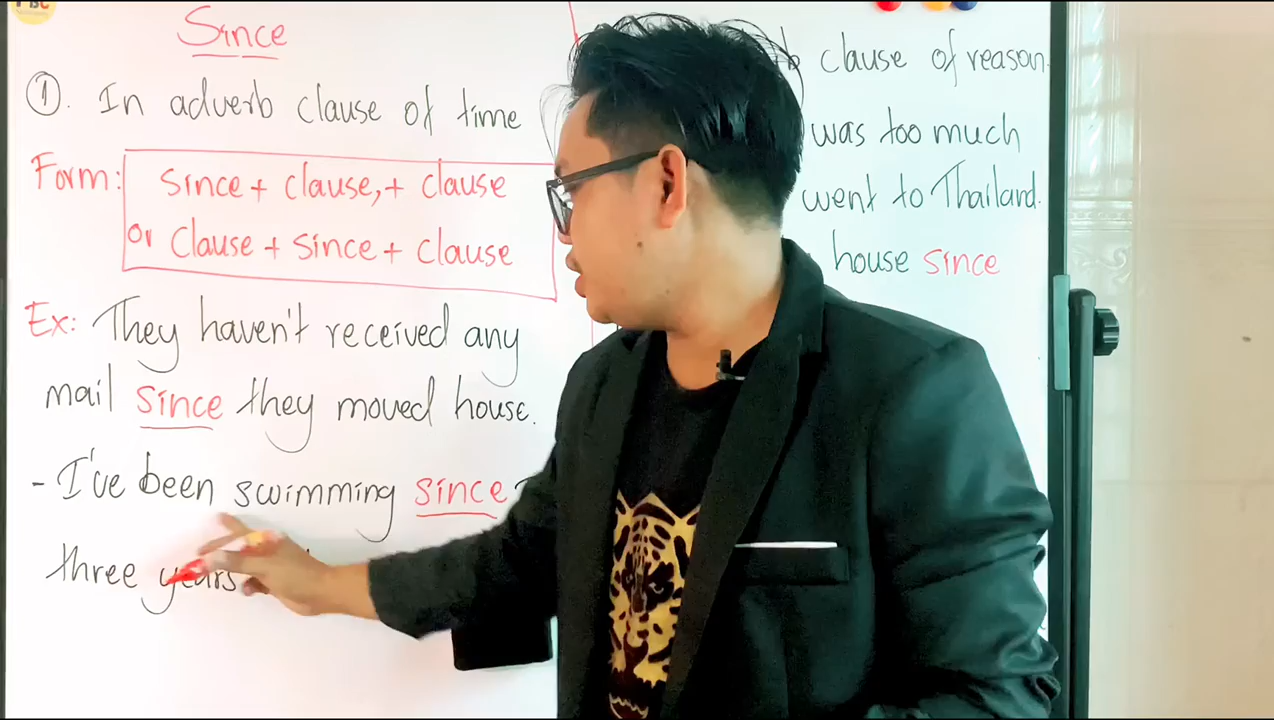 Since
①. In adverb clause of time
Form: since + clause, + clause
or Clause + since + clause
Ex: They haven't received any
mail since they moved house.
- I've been swimming since
three years
clause of reason.
was too much
went to Thailand.
house since